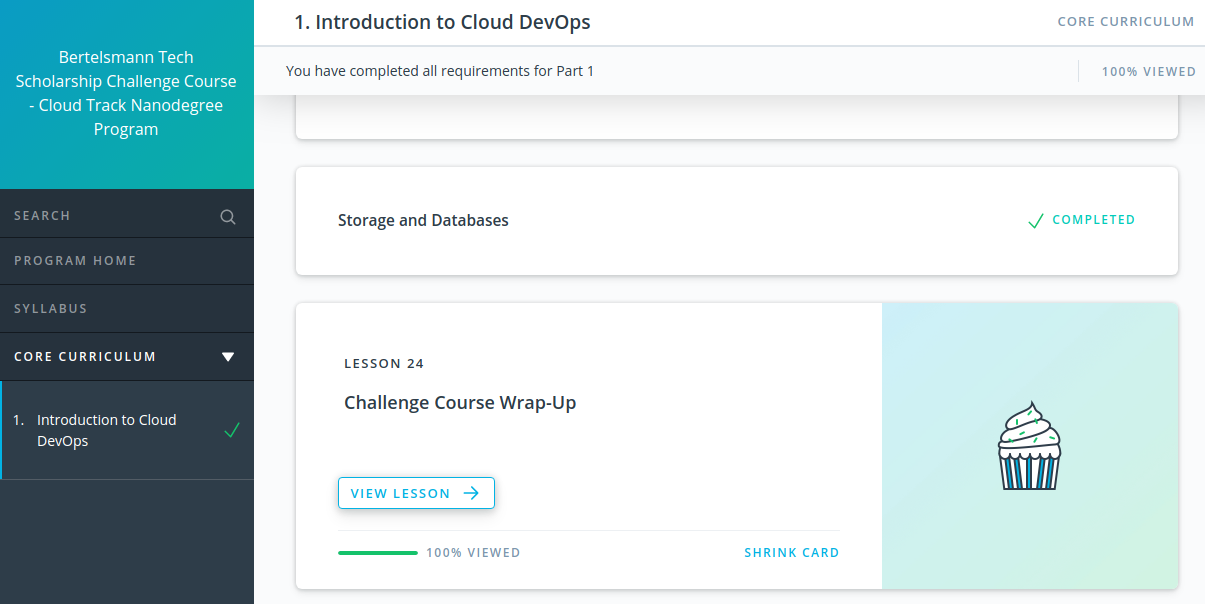 Bertelsmann Tech
Scholarship Challenge Course
- Cloud Track Nanodegree
Program
SEARCH
PROGRAM HOME
SYLLABUS
CORE CURRICULUM
1. Introduction to Cloud
DevOps
1. Introduction to Cloud DevOps
CORE CURRICULUM
You have completed all requirements for Part 1
100% VIEWED
Storage and Databases
COMPLETED
LESSON 24
Challenge Course Wrap-Up
VIEW LESSON
100% VIEWED
SHRINK CARD